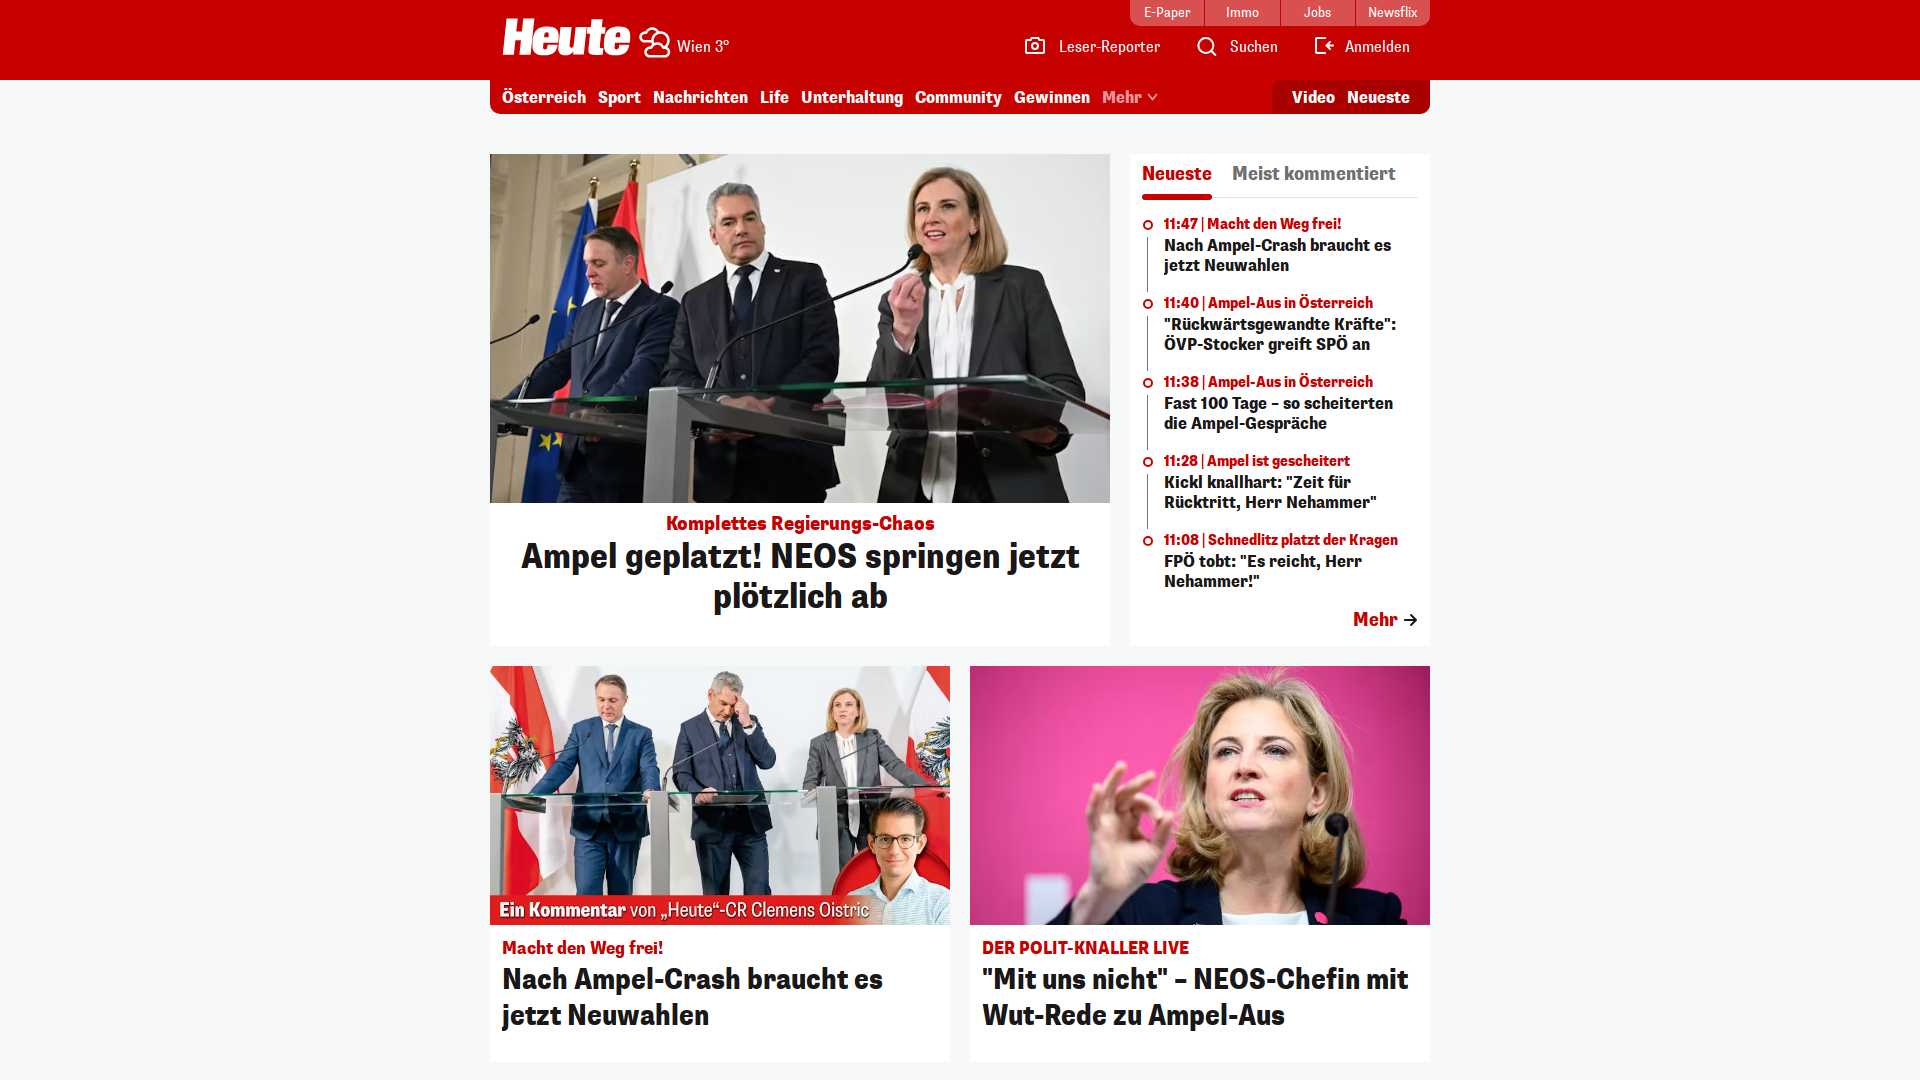 E-Paper
Immo
Jobs
Newsflix
Heute
Wien 3°
Leser-Reporter
Suchen
Anmelden
Österreich
Sport
Nachrichten
Life
Unterhaltung
Community
Gewinnen
Mehr
Video
Neueste
Komplettes Regierungs-Chaos
Ampel geplatzt! NEOS springen jetzt
plötzlich ab
Neueste
Meist kommentiert
11:47 | Macht den Weg frei!
Nach Ampel-Crash braucht es
jetzt Neuwahlen
11:40 | Ampel-Aus in Österreich
"Rückwärtsgewandte Kräfte":
ÖVP-Stocker greift SPÖ an
11:38 | Ampel-Aus in Österreich
Fast 100 Tage – so scheiterten
die Ampel-Gespräche
11:28 | Ampel ist gescheitert
Kickl knallhart: "Zeit für
Rücktritt, Herr Nehammer"
11:08 | Schnedlitz platzt der Kragen
FPÖ tobt: "Es reicht, Herr
Nehammer!"
Mehr
Ein Kommentar von „Heute“-CR Clemens Oistric
Macht den Weg frei!
Nach Ampel-Crash braucht es
jetzt Neuwahlen
DER POLIT-KNALLER LIVE
"Mit uns nicht" – NEOS-Chefin mit
Wut-Rede zu Ampel-Aus